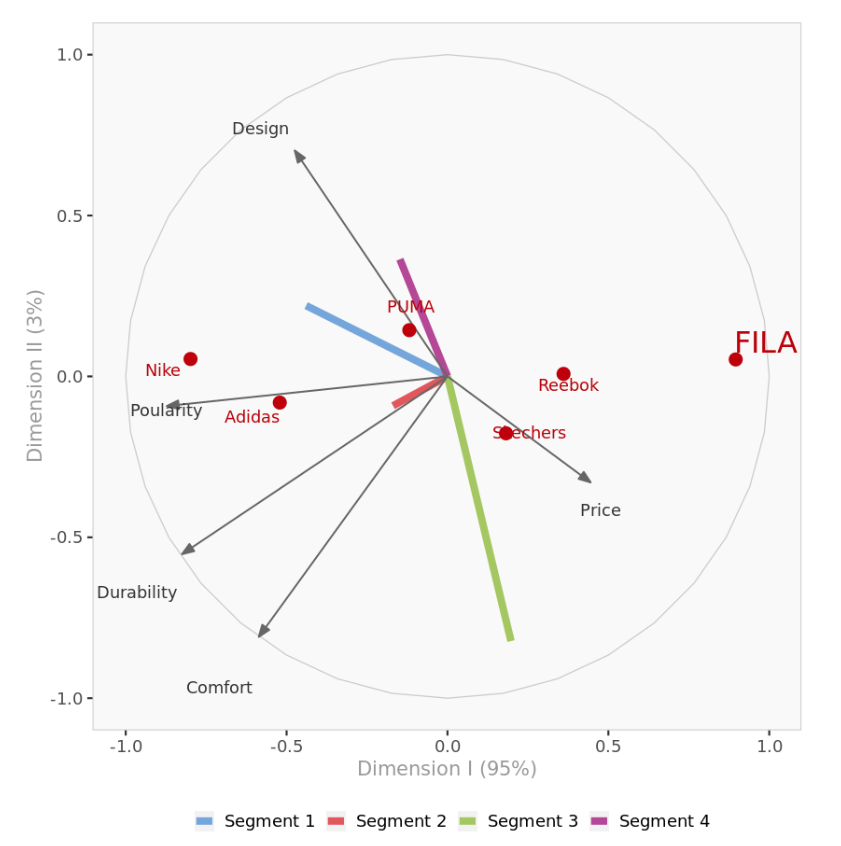 1.0
Design
0.5
PUMA
FILA
Nike
0.0
Reebok
Poularity
Adidas
Skechers
Price
-0.5
Durability
Comfort
-1.0
-1.0 -0.5 0.0 0.5 1.0
Dimension I (95%)
Dimension II (3%)
Segment 1 Segment 2 Segment 3 Segment 4